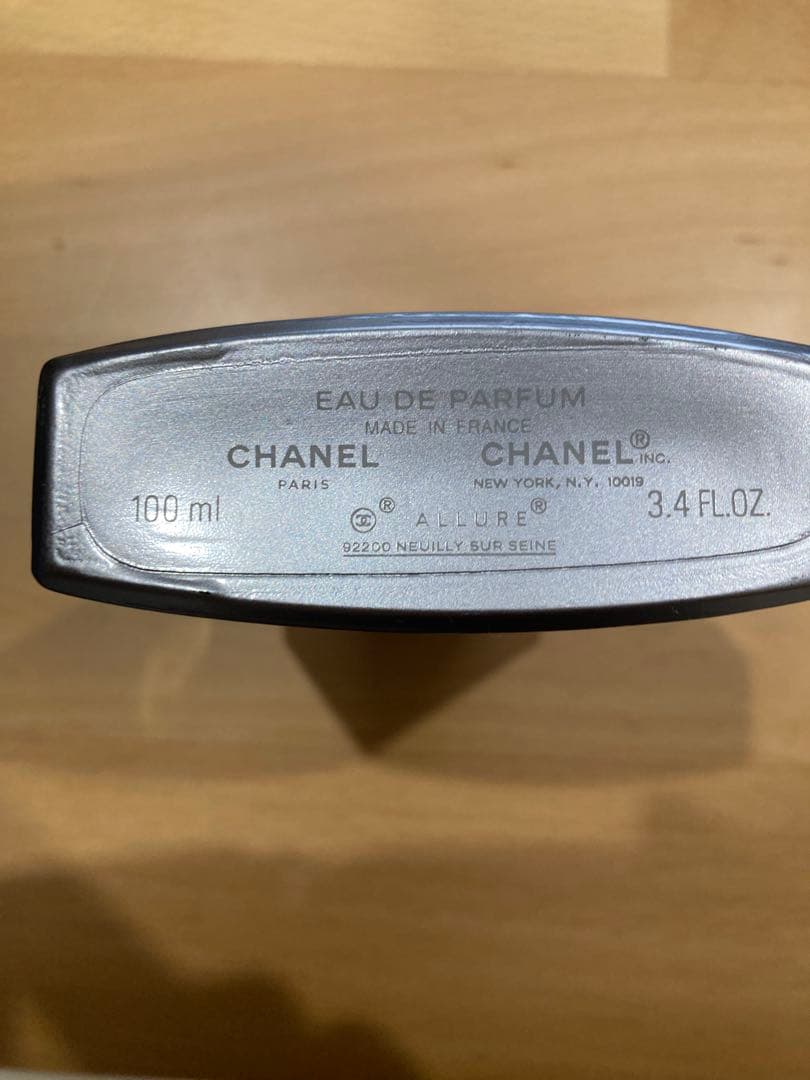 EAU DE PARFUM
MADE IN FRANCE
CHANEL CHANEL® INC.
PARIS NEW YORK, N.Y. 10019
100 ml ® ALLURE® 3.4 FL.OZ.
92200 NEUILLY SUR SEINE